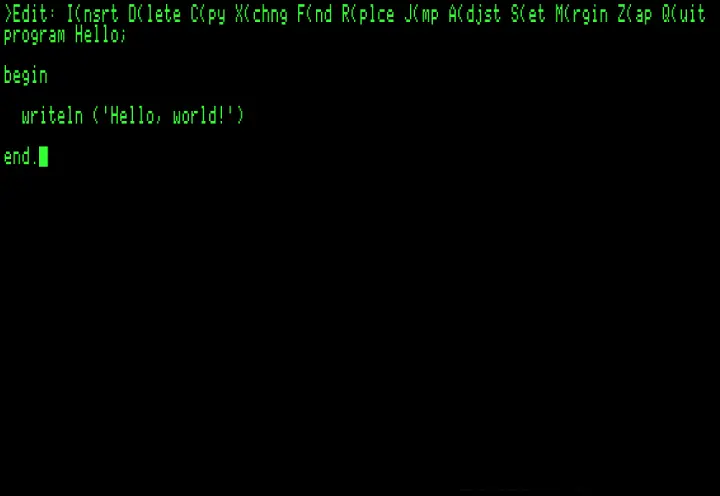 >Edit: I(nsrt D(lete C(py X(chng F(nd R(plce J(mp A(djst S(et M(rgin Z(ap Q(uit
program Hello;
begin
writeln ('Hello, world!')
end.